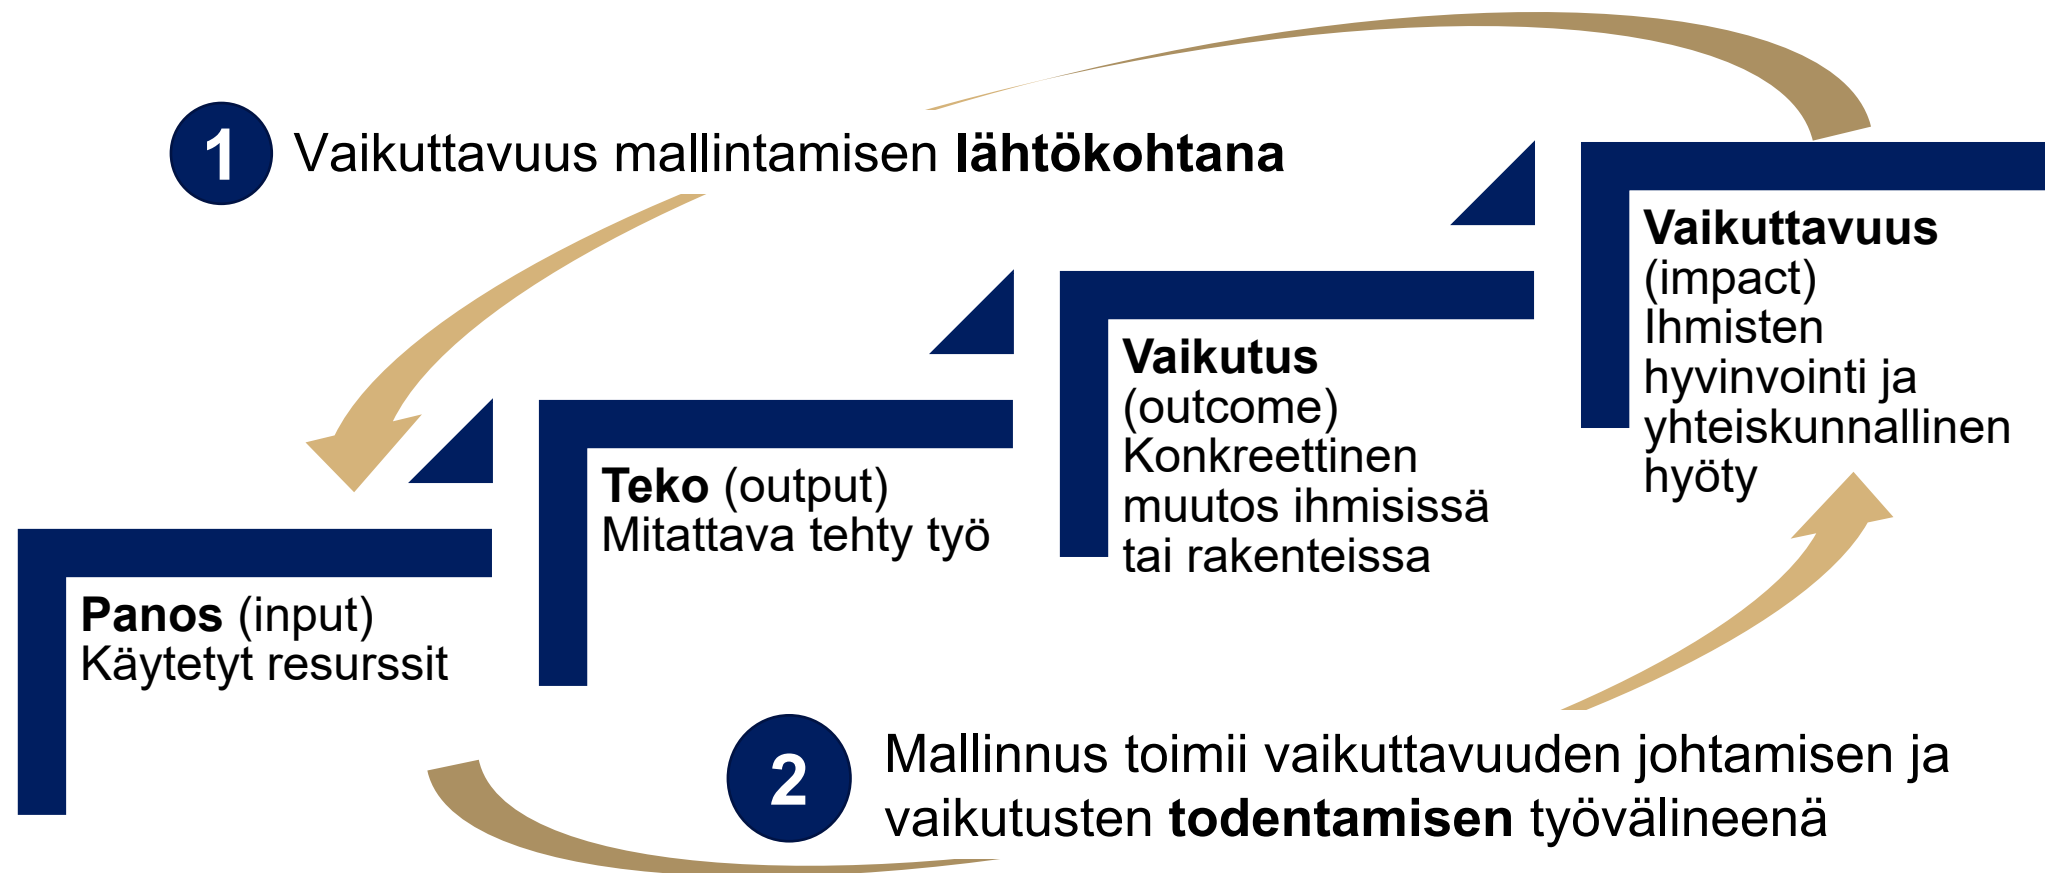 1
Vaikuttavuus mallintamisen lähtökohtana
Panos (input)
Käytetyt resurssit
Teko (output)
Mitattava tehty työ
Vaikutus
(outcome)
Konkreettinen
muutos ihmisissä
tai rakenteissa
Vaikuttavuus
(impact)
Ihmisten
hyvinvointi ja
yhteiskunnallinen
hyöty
2
Mallinnus toimii vaikuttavuuden johtamisen ja
vaikutusten todentamisen työvälineenä